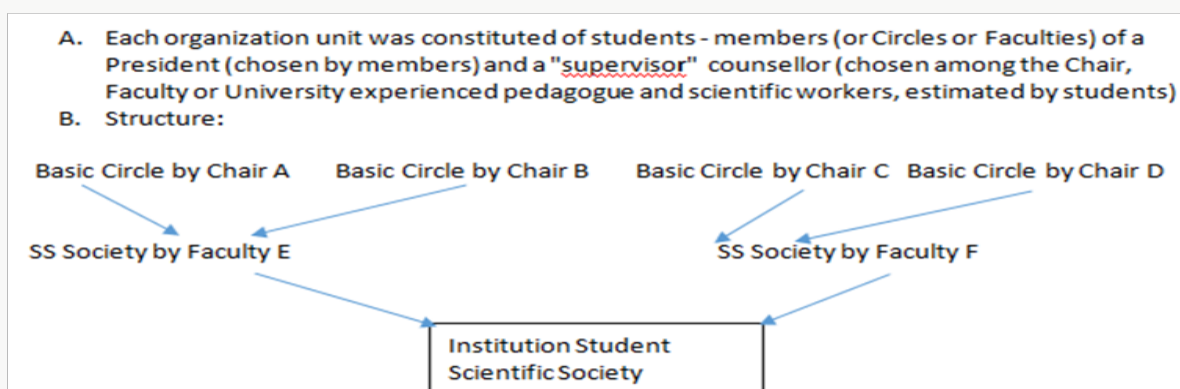 A. Each organization unit was constituted of students - members (or Circles or Faculties) of a
President (chosen by members) and a "supervisor" counsellor (chosen among the Chair,
Faculty or University experienced pedagogue and scientific workers, estimated by students)
B. Structure:
Basic Circle by Chair A Basic Circle by Chair B Basic Circle by Chair C Basic Circle by Chair D
SS Society by Faculty E SS Society by Faculty F
Institution Student
Scientific Society